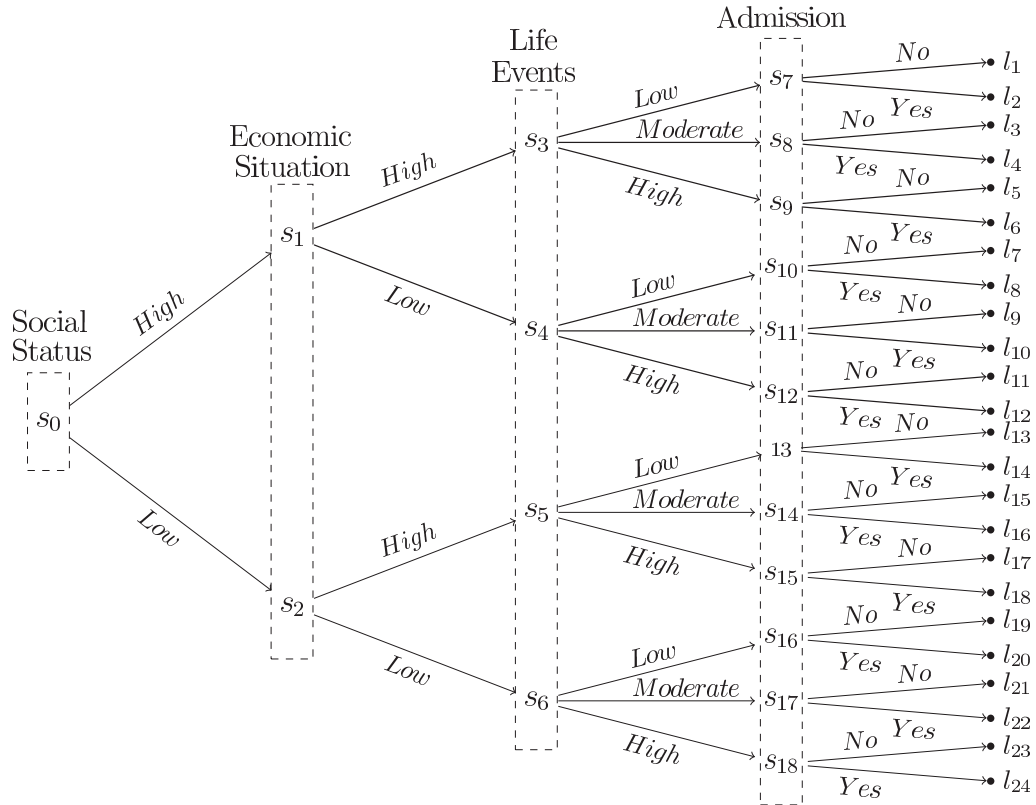 Admission
Life
Events
Economic
Situation
Social
Status
s0
High
Low
s1
High
Low
s2
High
Low
s3
Low
Moderate
High
s4
Low
Moderate
High
s5
Low
Moderate
High
s6
Low
Moderate
High
s7
No
Yes
s8
No
Yes
s9
No
Yes
s10
No
Yes
s11
No
Yes
s12
No
Yes
13
No
Yes
s14
No
Yes
s15
No
Yes
s16
No
Yes
s17
No
Yes
s18
No
Yes
l1
l2
l3
l4
l5
l6
l7
l8
l9
l10
l11
l12
l13
l14
l15
l16
l17
l18
l19
l20
l21
l22
l23
l24